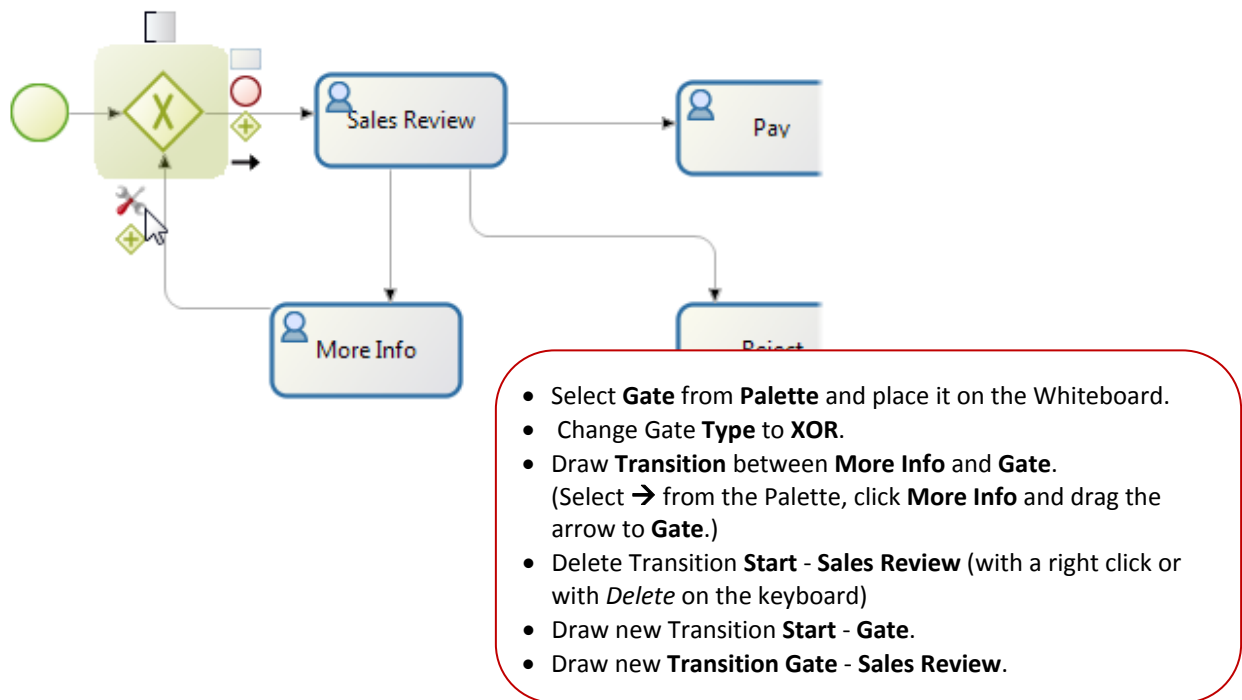 Sales Review
Pay
More Info
Reject
• Select Gate from Palette and place it on the Whiteboard.
• Change Gate Type to XOR.
• Draw Transition between More Info and Gate.
(Select → from the Palette, click More Info and drag the
arrow to Gate.)
• Delete Transition Start - Sales Review (with a right click or
with Delete on the keyboard)
• Draw new Transition Start - Gate.
• Draw new Transition Gate - Sales Review.